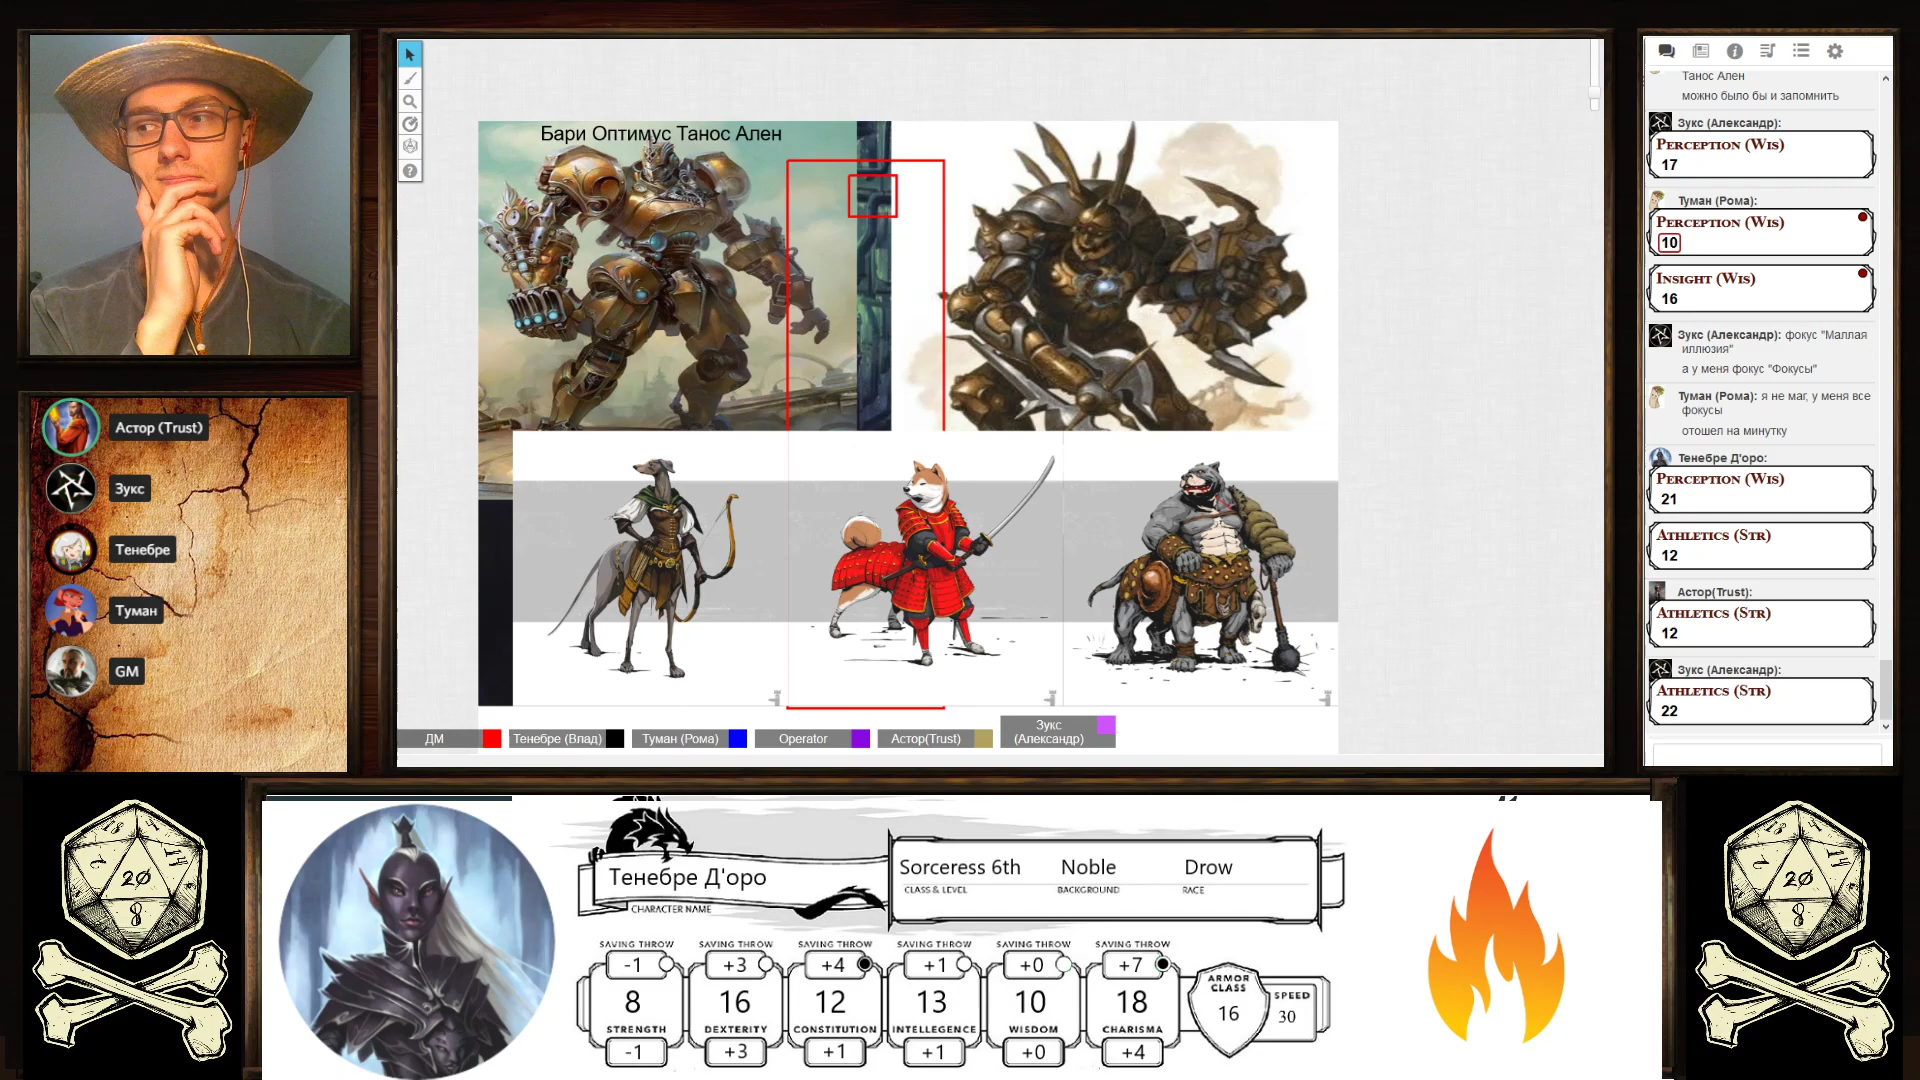 Астор (Trust)
Зукс
Тенебре
Туман
GM
Бари Оптимус Танос Ален
ДМ
Тенебре (Влад)
Туман (Рома)
Operator
Астор(Trust)
Зукс
(Александр)
Танос Ален
можно было бы и запомнить
Зукс (Александр):
PERCEPTION (WIS)
17
Туман (Рома):
PERCEPTION (WIS)
10
INSIGHT (WIS)
16
Зукс (Александр): фокус "Маллая
иллюзия"
а у меня фокус "Фокусы"
Туман (Рома): я не маг, у меня все
фокусы
отошел на минутку
Тенебре Д'оро:
PERCEPTION (WIS)
21
ATHLETICS (STR)
12
Астор(Trust):
ATHLETICS (STR)
12
Зукс (Александр):
ATHLETICS (STR)
22
20
8
Тенебре Д'оро
CHARACTER NAME
Sorceress 6th Noble Drow
CLASS & LEVEL BACKGROUND RACE
SAVING THROW SAVING THROW SAVING THROW SAVING THROW SAVING THROW SAVING THROW
-1 +3 +4 +1 +0 +7
8 16 12 13 10 18
STRENGTH DEXTERITY CONSTITUTION INTELLEGENCE WISDOM CHARISMA
-1 +3 +1 +1 +0 +4
ARMOR
CLASS
16
SPEED
30
20
8